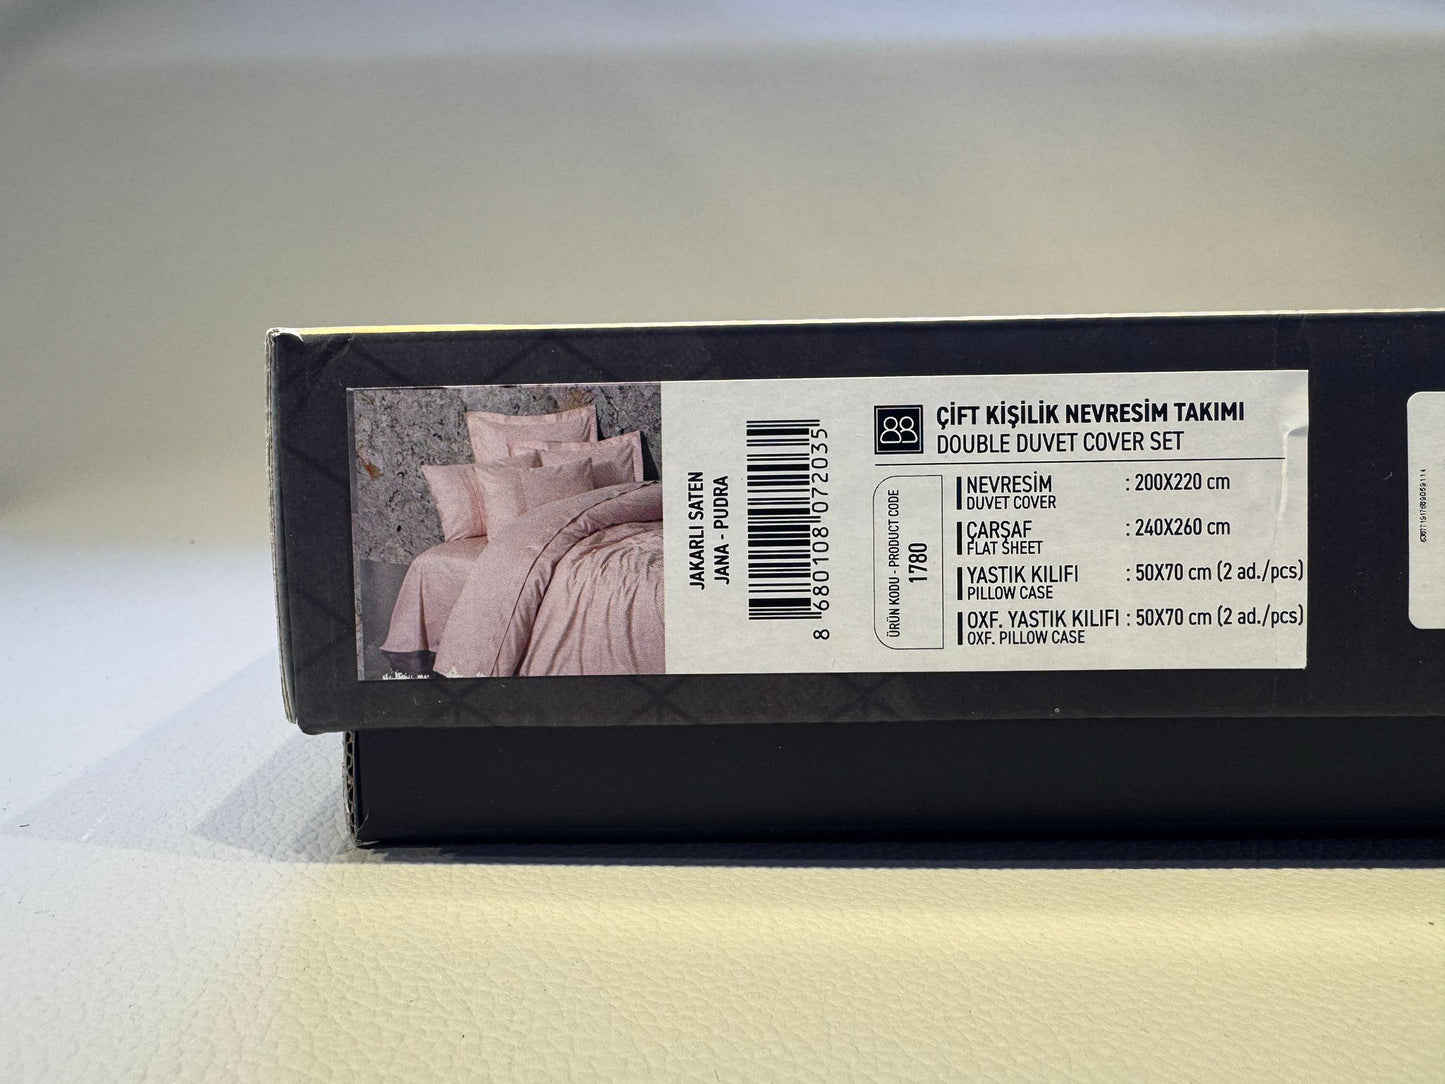 JAKARLI SATEN
JANA - PUDRA
8 680108 072035
ÇİFT KİŞİLİK NEVRESİM TAKIMI
DOUBLE DUVET COVER SET
ÜRÜN KODU - PRODUCT CODE
1780
NEVRESİM : 200X220 cm
DUVET COVER
ÇARŞAF : 240X260 cm
FLAT SHEET
YASTIK KILIFI : 50X70 cm (2 ad./pcs)
PILLOW CASE
OXF. YASTIK KILIFI : 50X70 cm (2 ad./pcs)
OXF. PILLOW CASE